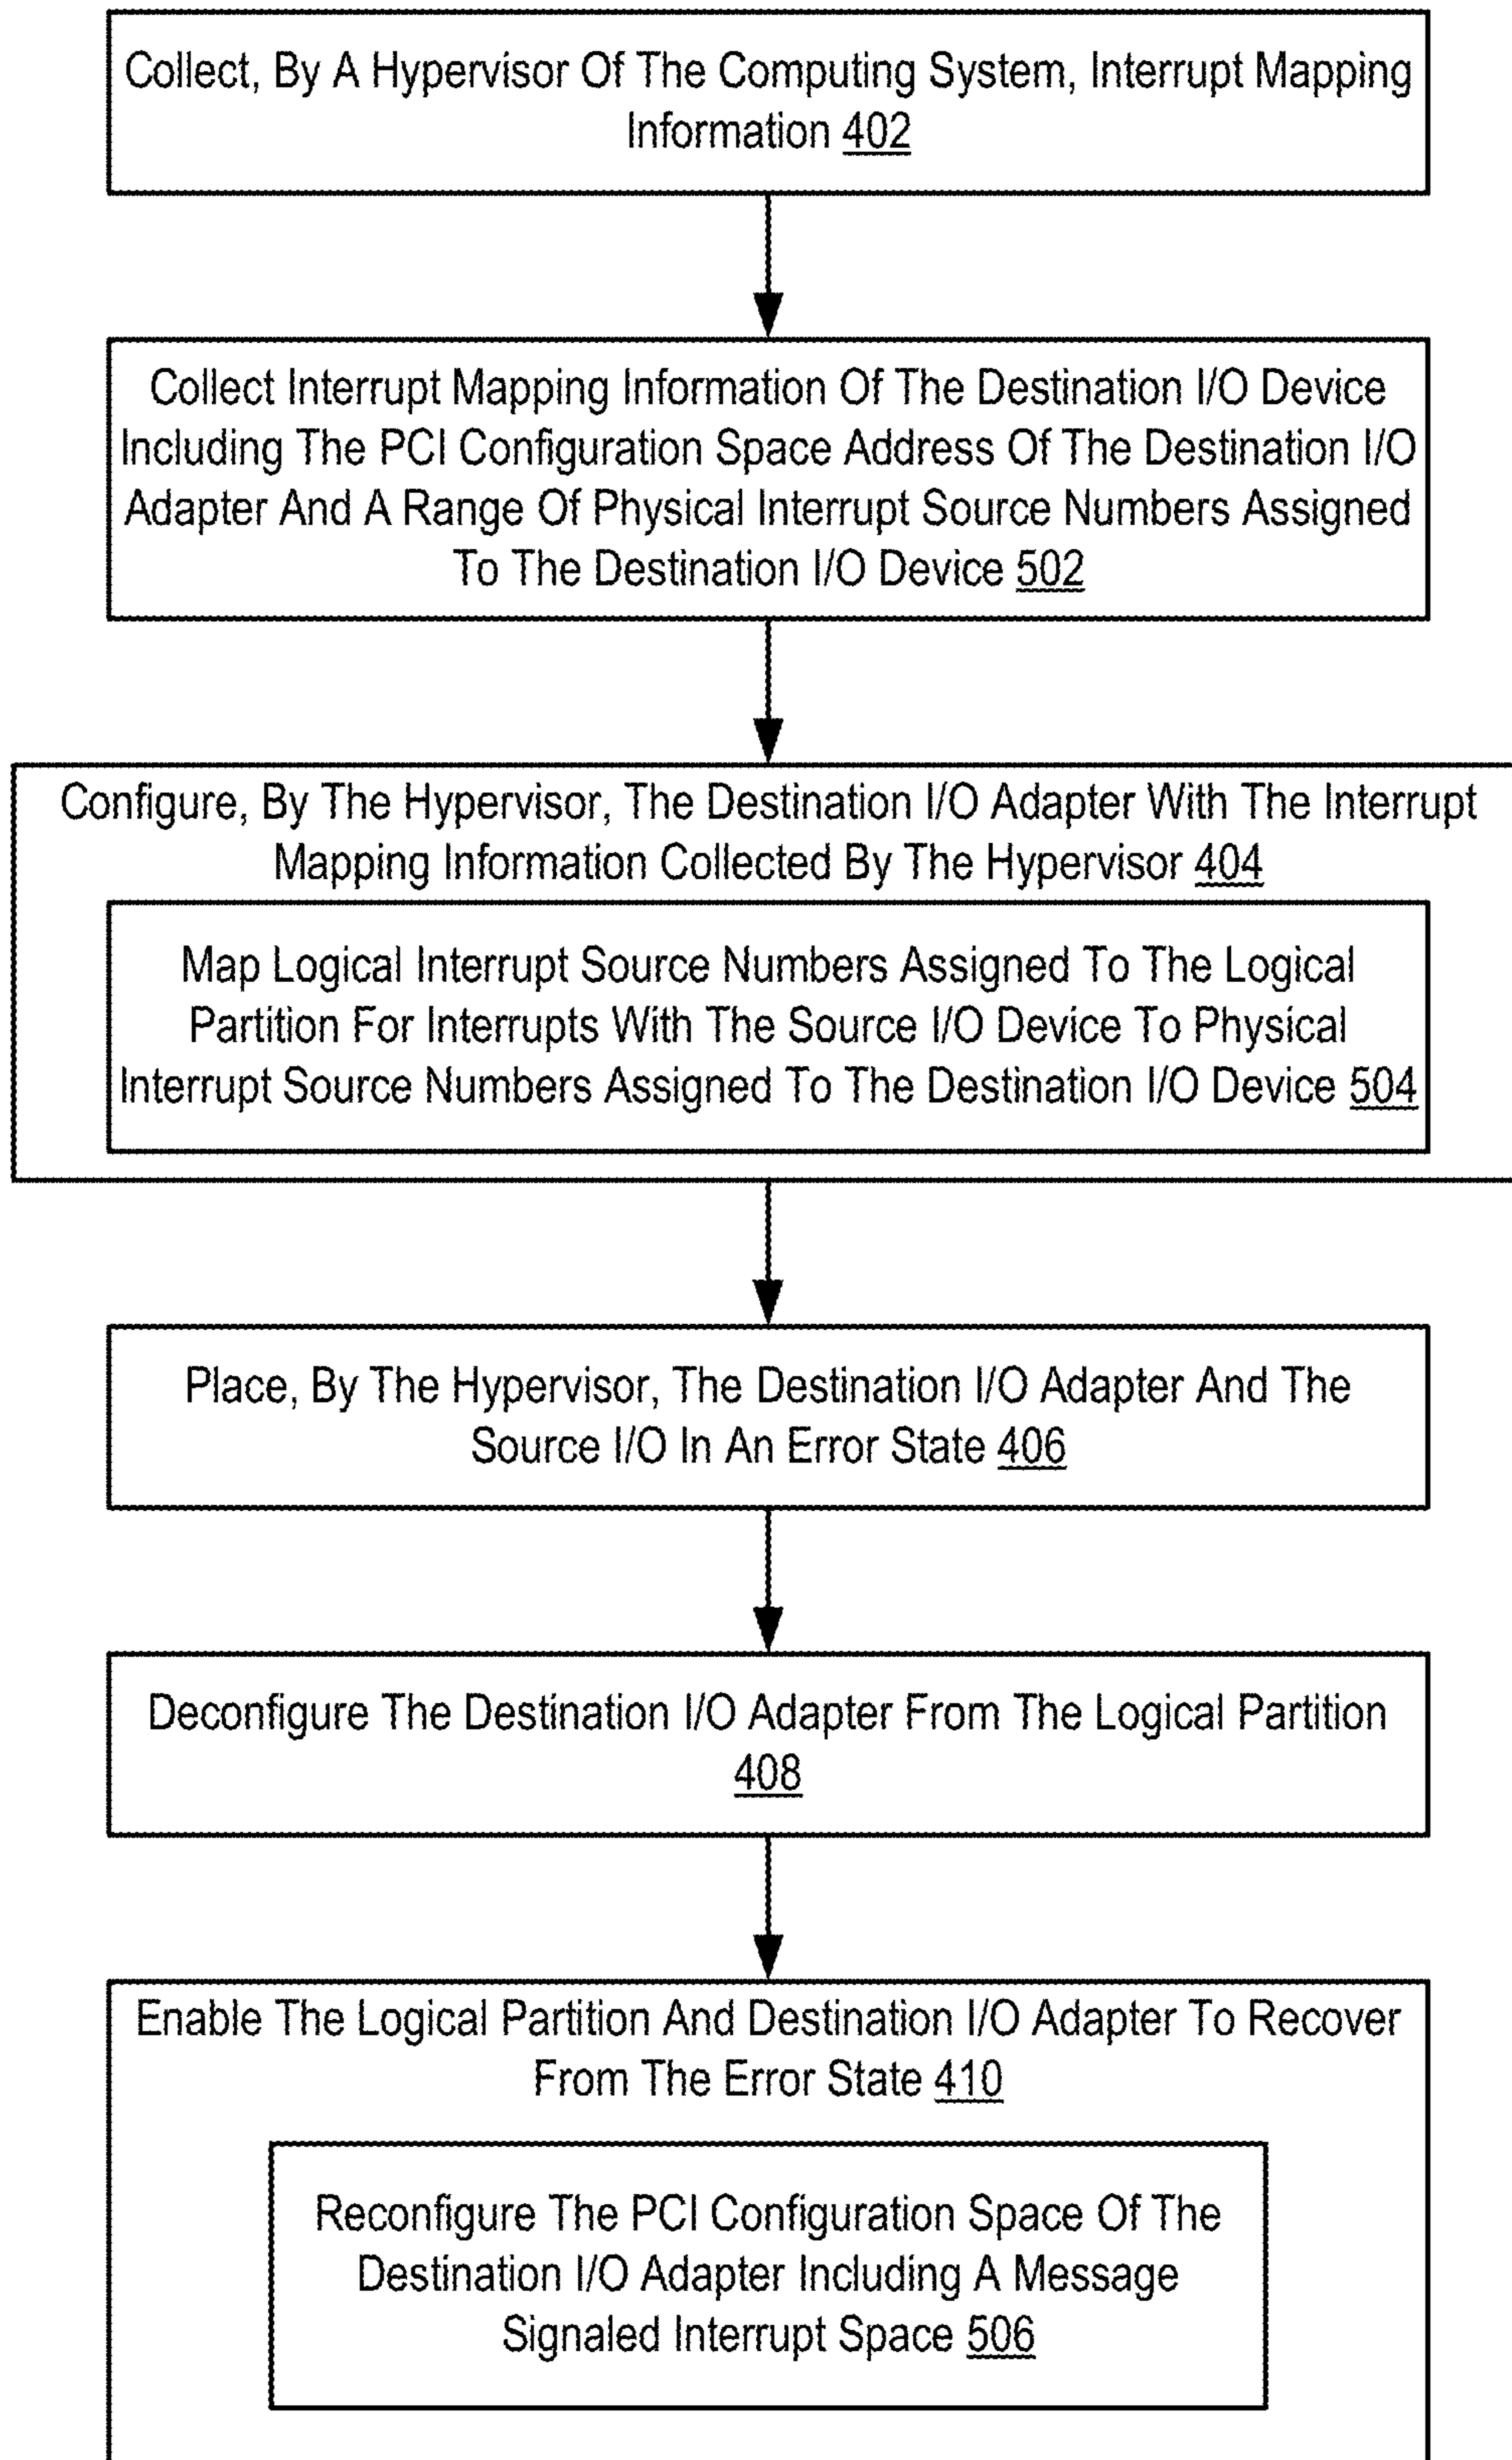 Collect, By A Hypervisor Of The Computing System, Interrupt Mapping
Information 402
Collect Interrupt Mapping Information Of The Destination I/O Device
Including The PCI Configuration Space Address Of The Destination I/O
Adapter And A Range Of Physical Interrupt Source Numbers Assigned
To The Destination I/O Device 502
Configure, By The Hypervisor, The Destination I/O Adapter With The Interrupt
Mapping Information Collected By The Hypervisor 404
Map Logical Interrupt Source Numbers Assigned To The Logical
Partition For Interrupts With The Source I/O Device To Physical
Interrupt Source Numbers Assigned To The Destination I/O Device 504
Place, By The Hypervisor, The Destination I/O Adapter And The
Source I/O In An Error State 406
Deconfigure The Destination I/O Adapter From The Logical Partition
408
Enable The Logical Partition And Destination I/O Adapter To Recover
From The Error State 410
Reconfigure The PCI Configuration Space Of The
Destination I/O Adapter Including A Message
Signaled Interrupt Space 506